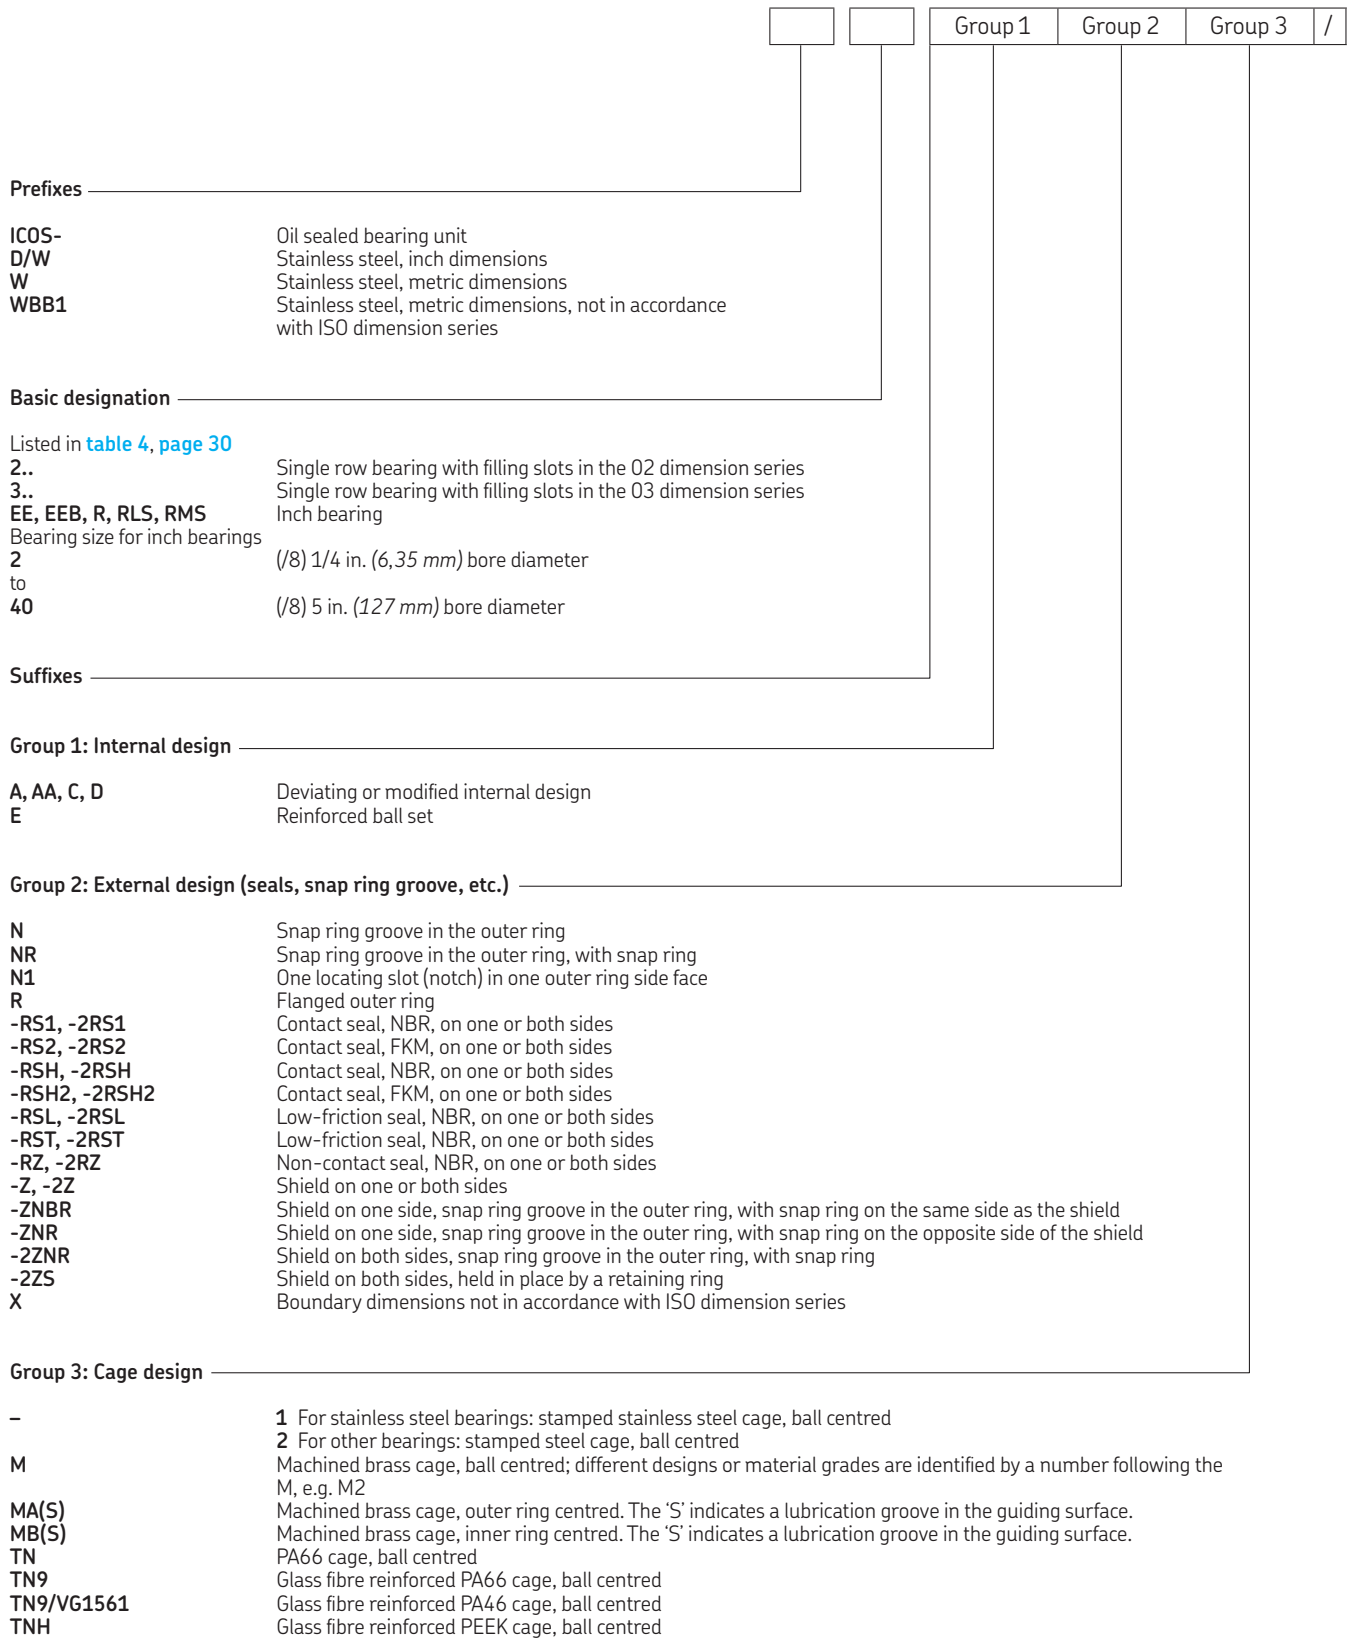 Group 1 Group 2 Group 3 /
Prefixes
ICOS- Oil sealed bearing unit
D/W Stainless steel, inch dimensions
W Stainless steel, metric dimensions
WBB1 Stainless steel, metric dimensions, not in accordance
with ISO dimension series
Basic designation
Listed in table 4, page 30
2.. Single row bearing with filling slots in the 02 dimension series
3.. Single row bearing with filling slots in the 03 dimension series
EE, EEB, R, RLS, RMS Inch bearing
Bearing size for inch bearings
2 (/8) 1/4 in. (6,35 mm) bore diameter
to
40 (/8) 5 in. (127 mm) bore diameter
Suffixes
Group 1: Internal design
A, AA, C, D Deviating or modified internal design
E Reinforced ball set
Group 2: External design (seals, snap ring groove, etc.)
N Snap ring groove in the outer ring
NR Snap ring groove in the outer ring, with snap ring
N1 One locating slot (notch) in one outer ring side face
R Flanged outer ring
-RS1, -2RS1 Contact seal, NBR, on one or both sides
-RS2, -2RS2 Contact seal, FKM, on one or both sides
-RSH, -2RSH Contact seal, NBR, on one or both sides
-RSH2, -2RSH2 Contact seal, FKM, on one or both sides
-RSL, -2RSL Low-friction seal, NBR, on one or both sides
-RST, -2RST Low-friction seal, NBR, on one or both sides
-RZ, -2RZ Non-contact seal, NBR, on one or both sides
-Z, -2Z Shield on one or both sides
-ZNBR Shield on one side, snap ring groove in the outer ring, with snap ring on the same side as the shield
-ZNR Shield on one side, snap ring groove in the outer ring, with snap ring on the opposite side of the shield
-2ZNR Shield on both sides, snap ring groove in the outer ring, with snap ring
-2ZS Shield on both sides, held in place by a retaining ring
X Boundary dimensions not in accordance with ISO dimension series
Group 3: Cage design
– 1 For stainless steel bearings: stamped stainless steel cage, ball centred
2 For other bearings: stamped steel cage, ball centred
M Machined brass cage, ball centred; different designs or material grades are identified by a number following the
M, e.g. M2
MA(S) Machined brass cage, outer ring centred. The ‘S’ indicates a lubrication groove in the guiding surface.
MB(S) Machined brass cage, inner ring centred. The ‘S’ indicates a lubrication groove in the guiding surface.
TN PA66 cage, ball centred
TN9 Glass fibre reinforced PA66 cage, ball centred
TN9/VG1561 Glass fibre reinforced PA46 cage, ball centred
TNH Glass fibre reinforced PEEK cage, ball centred